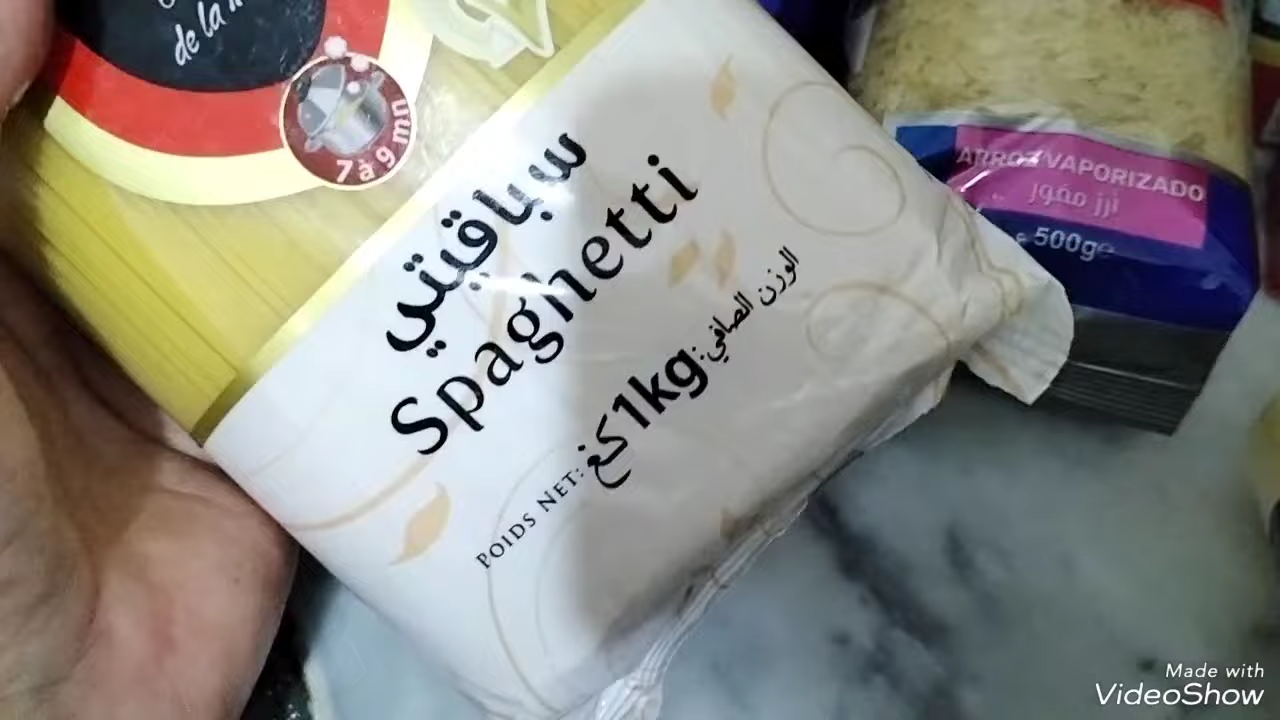 de la
7 à 9 mn
سباقيتي
Spaghetti
الوزن الصافي:
POIDS NET: 1kg كغ
ARROZ VAPORIZADO
أرز مفور
500g e
Made with
VideoShow